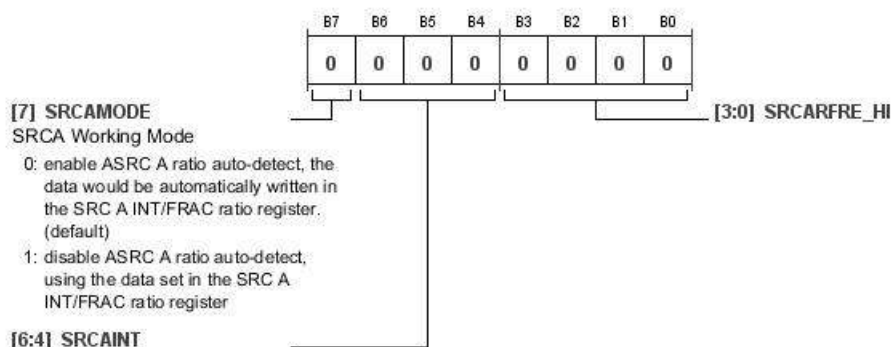 B7 B6 B5 B4 B3 B2 B1 B0
0 0 0 0 0 0 0 0
[7] SRCAMODE
[3:0] SRCARFRE_HI
SRCA Working Mode
0: enable ASRC A ratio auto-detect, the
data would be automatically written in
the SRC A INT/FRAC ratio register.
(default)
1: disable ASRC A ratio auto-detect,
using the data set in the SRC A
INT/FRAC ratio register
[6:4] SRCAINT